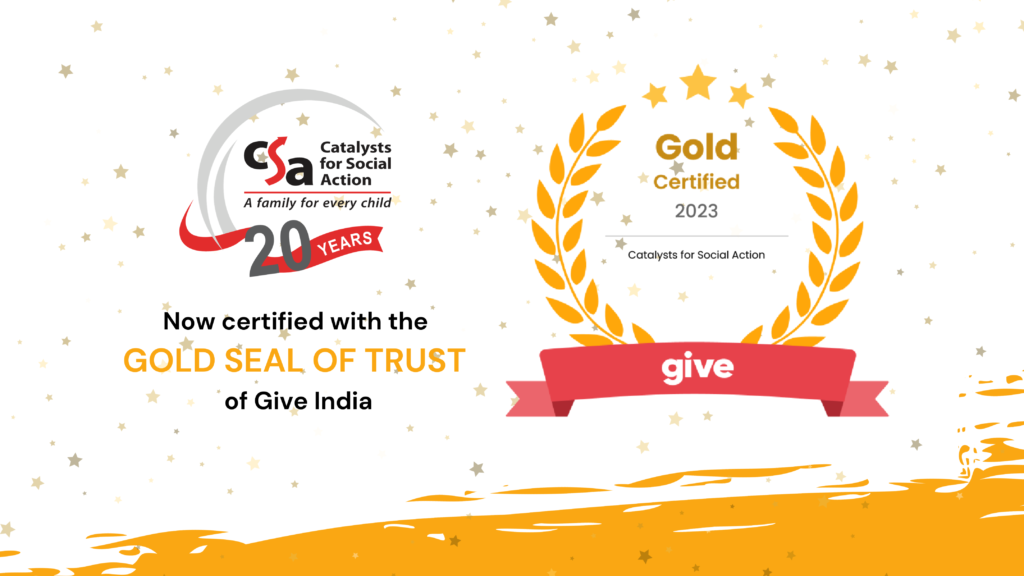 csa
Catalysts
for Social
Action
A family for every child
20 YEARS
Now certified with the
GOLD SEAL OF TRUST
of Give India
Gold
Certified
2023
Catalysts for Social Action
give